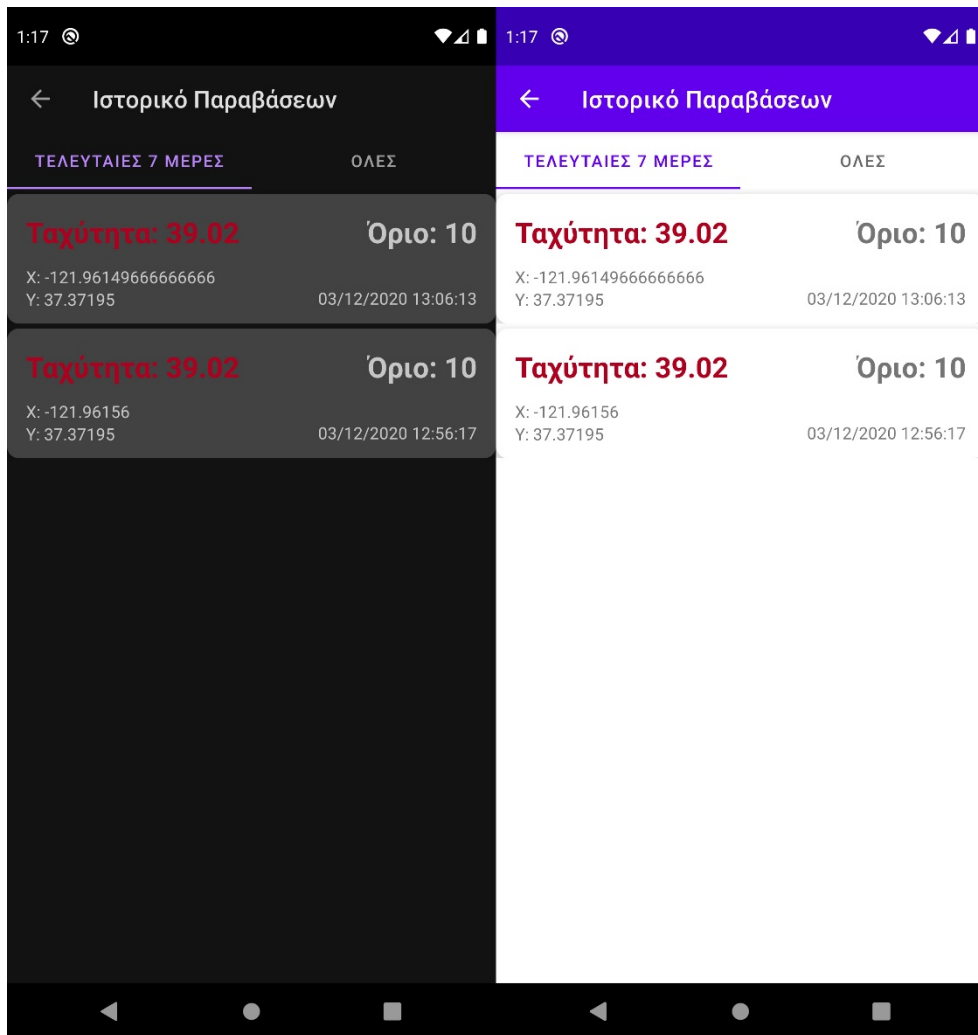 1:17
Ιστορικό Παραβάσεων
ΤΕΛΕΥΤΑΙΕΣ 7 ΜΕΡΕΣ ΟΛΕΣ
Ταχύτητα: 39.02 Όριο: 10
X: -121.96149666666666
Y: 37.37195 03/12/2020 13:06:13
Ταχύτητα: 39.02 Όριο: 10
X: -121.96156
Y: 37.37195 03/12/2020 12:56:17
1:17
Ιστορικό Παραβάσεων
ΤΕΛΕΥΤΑΙΕΣ 7 ΜΕΡΕΣ ΟΛΕΣ
Ταχύτητα: 39.02 Όριο: 10
X: -121.96149666666666
Y: 37.37195 03/12/2020 13:06:13
Ταχύτητα: 39.02 Όριο: 10
X: -121.96156
Y: 37.37195 03/12/2020 12:56:17